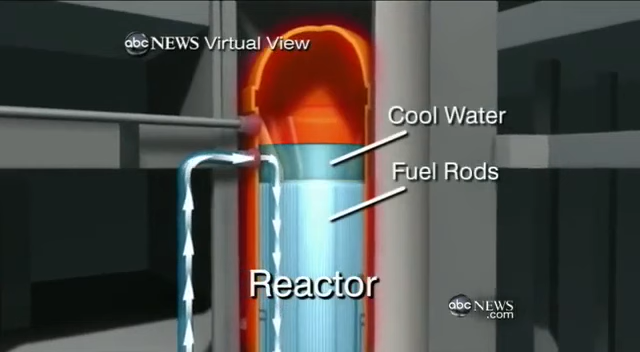 abc NEWS Virtual View
Cool Water
Fuel Rods
Reactor
abc NEWS
.com